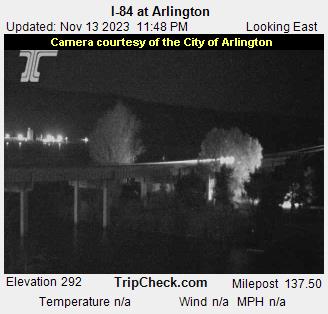 I-84 at Arlington
Updated: Nov 13 2023 11:48 PM Looking East
Camera courtesy of the City of Arlington
Elevation 292 TripCheck.com Milepost 137.50
Temperature n/a Wind n/a MPH n/a